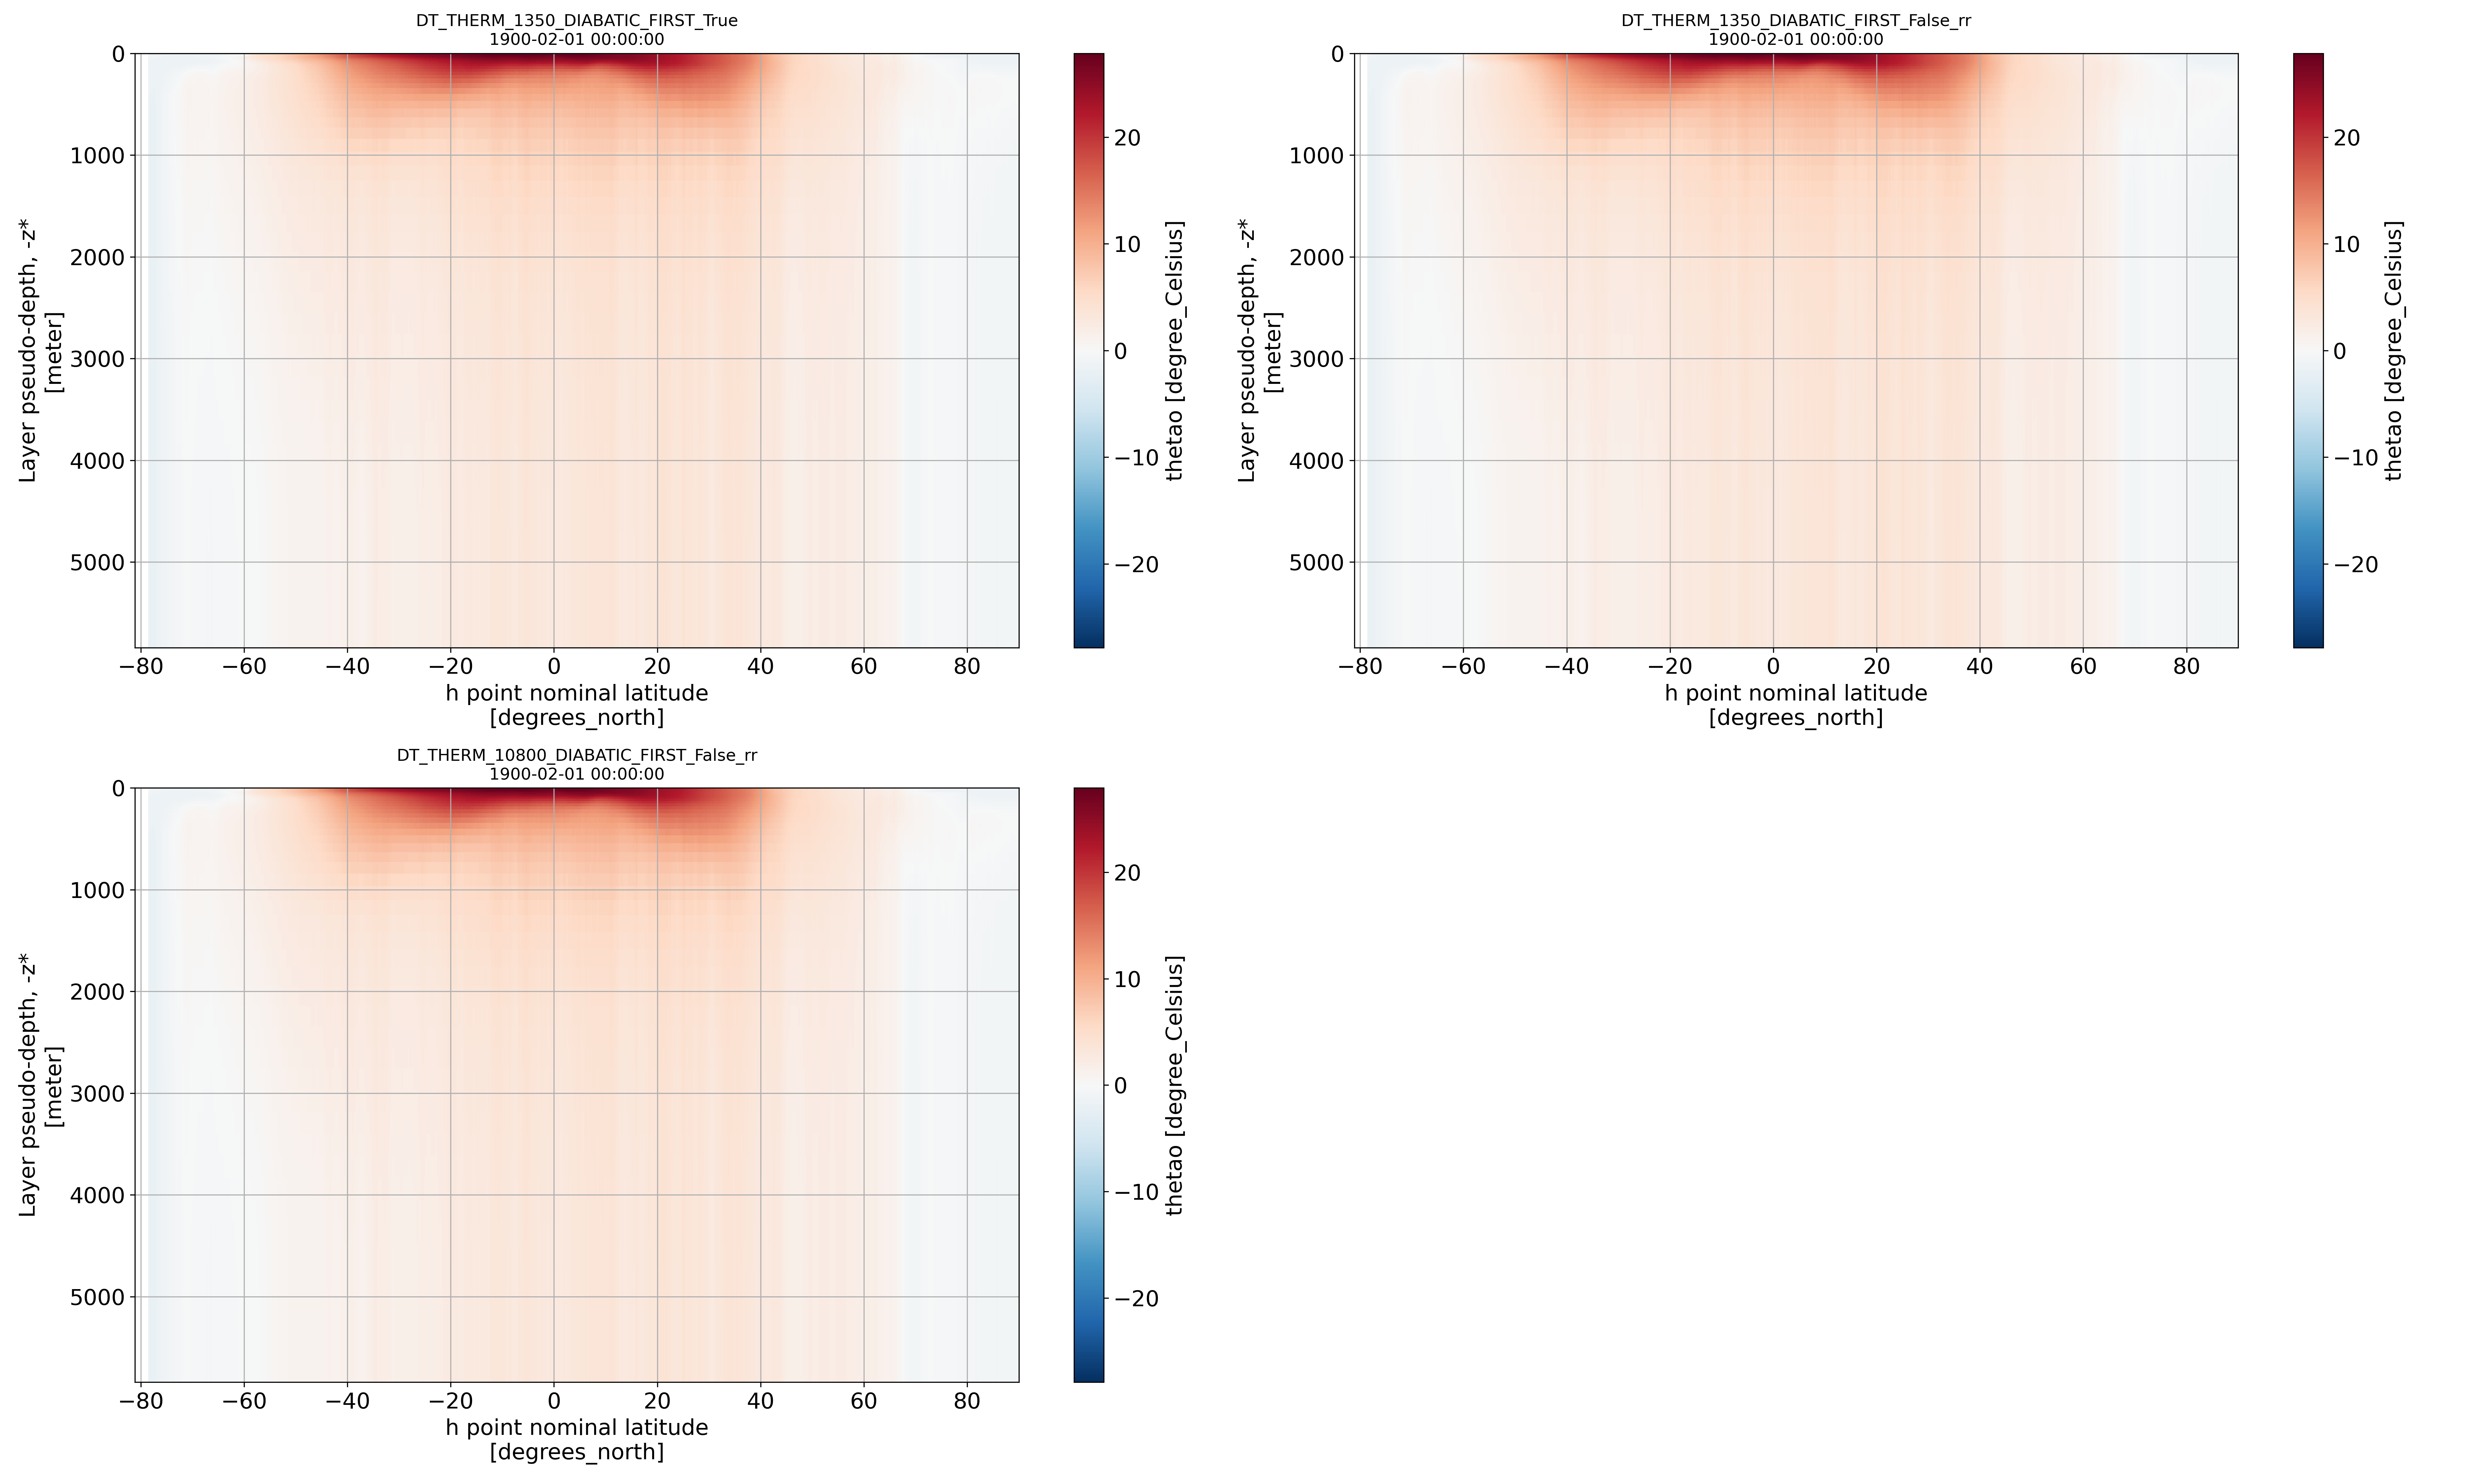 DT_THERM_1350_DIABATIC_FIRST_True
1900-02-01 00:00:00
0
1000
2000
3000
4000
5000
Layer pseudo-depth, -z*
[meter]
−80 −60 −40 −20 0 20 40 60 80
h point nominal latitude
[degrees_north]
20
10
0
−10
−20
thetao [degree_Celsius]
DT_THERM_1350_DIABATIC_FIRST_False_rr
1900-02-01 00:00:00
0
1000
2000
3000
4000
5000
Layer pseudo-depth, -z*
[meter]
−80 −60 −40 −20 0 20 40 60 80
h point nominal latitude
[degrees_north]
20
10
0
−10
−20
thetao [degree_Celsius]
DT_THERM_10800_DIABATIC_FIRST_False_rr
1900-02-01 00:00:00
0
1000
2000
3000
4000
5000
Layer pseudo-depth, -z*
[meter]
−80 −60 −40 −20 0 20 40 60 80
h point nominal latitude
[degrees_north]
20
10
0
−10
−20
thetao [degree_Celsius]